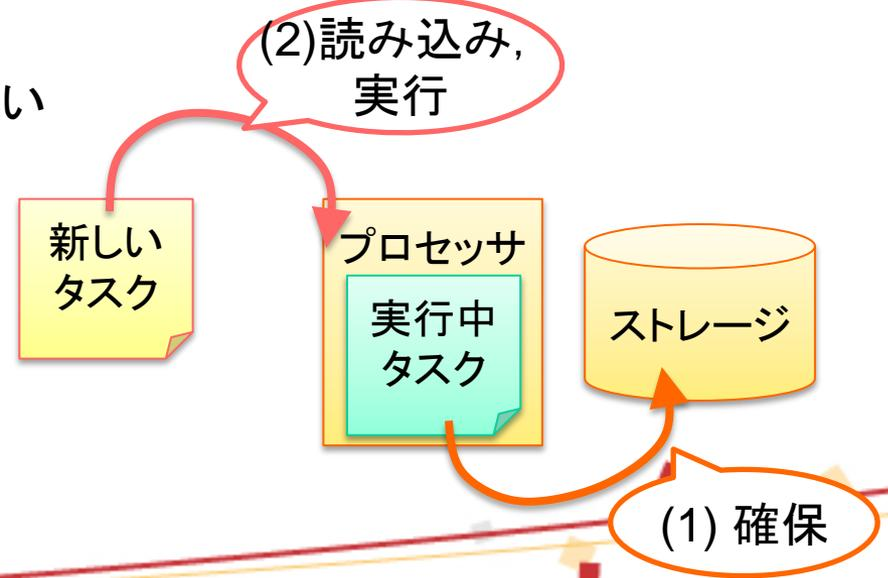 (2)読み込み,
実行
い
新しい
タスク
プロセッサ
実行中
タスク
ストレージ
(1) 確保